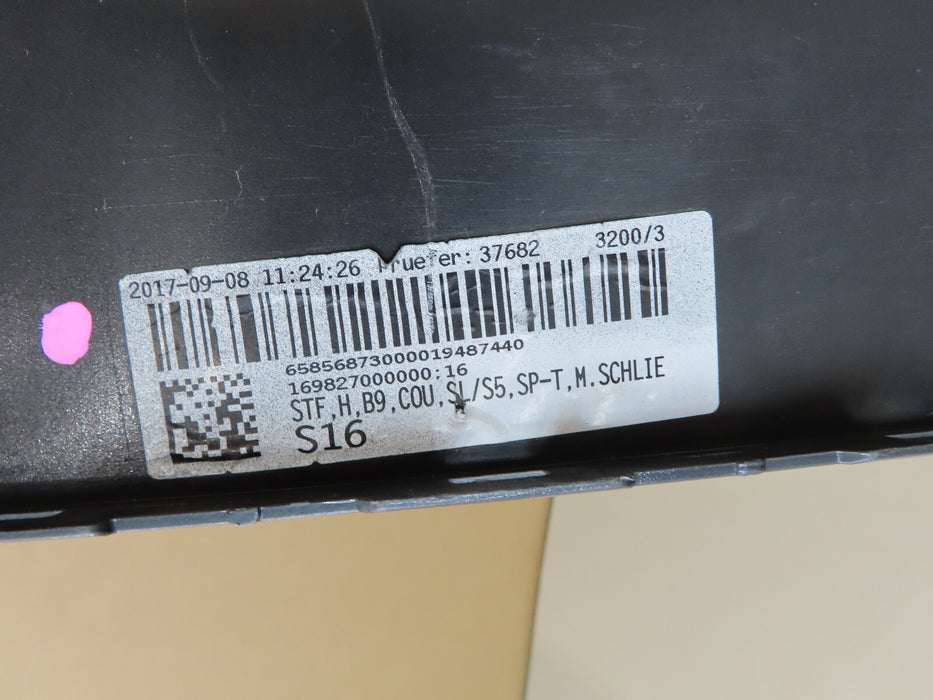 2017-09-08 11:24:26 Pruefer: 37682 3200/3
65856873000019487440
169827000000:16
STF,H,B9,COU,SL/S5,SP-T,M.SCHLIE
S16